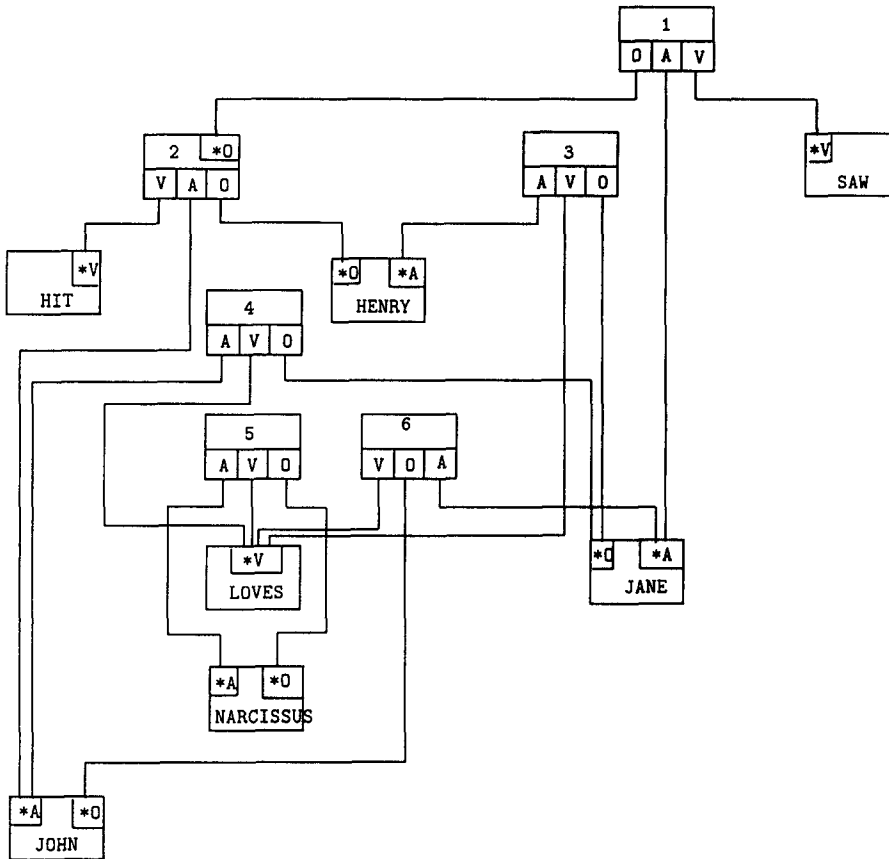 1
O A V
2 *O
3
*V
SAW
V A O
A V O
*V
HIT
*O *A
HENRY
4
A V O
5
6
A V O
V O A
*V
LOVES
*O *A
JANE
*A *O
NARCISSUS
*A *O
JOHN